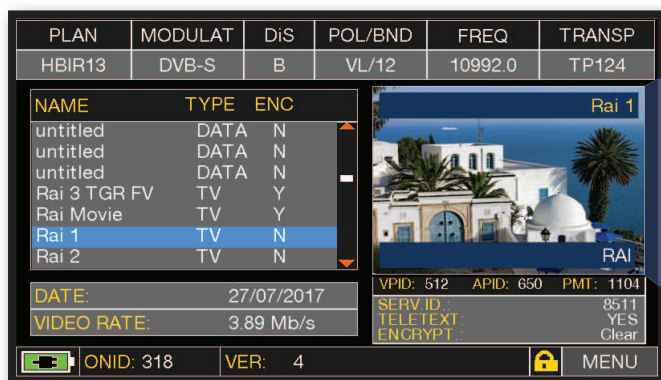 PLAN MODULAT DiS POL/BND FREQ TRANSP
HBIR13 DVB-S B VL/12 10992.0 TP124
NAME TYPE ENC
untitled DATA N
untitled DATA N
untitled DATA N
Rai 3 TGR FV TV Y
Rai Movie TV Y
Rai 1 TV N
Rai 2 TV N
Rai 1
RAI
DATE: 27/07/2017
VIDEO RATE: 3.89 Mb/s
VPID: 512 APID: 650 PMT: 1104
SERV.ID.: 8511
TELETEXT: YES
ENCRYPT.: Clear
ONID: 318 VER: 4 MENU